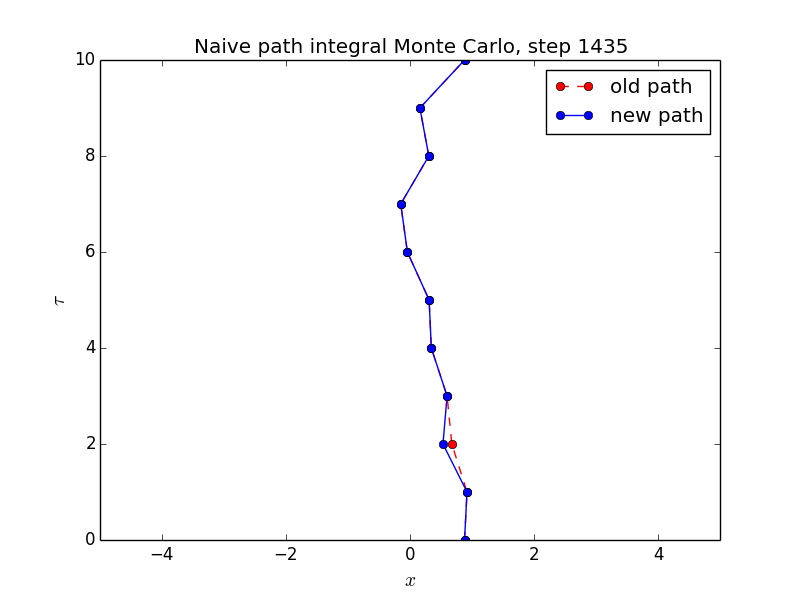 Naive path integral Monte Carlo, step 1435
old path
new path
10
8
6
4
2
0
τ
−4 −2 0 2 4
x